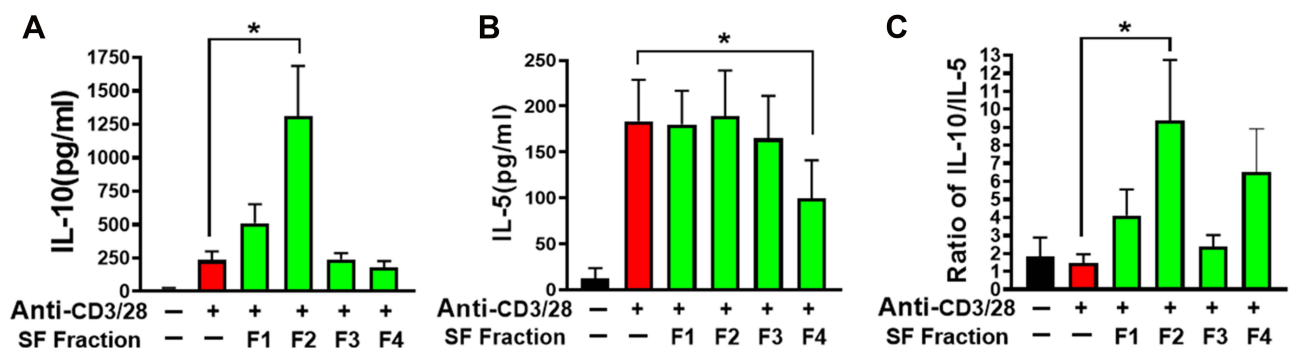 A
*
IL-10(pg/ml)
1750
1500
1250
1000
750
500
250
0
Anti-CD3/28 − + + + + +
SF Fraction − − F1 F2 F3 F4
B
*
IL-5(pg/ml)
250
200
150
100
50
0
Anti-CD3/28 − + + + + +
SF Fraction − − F1 F2 F3 F4
C
*
Ratio of IL-10/IL-5
13
12
11
10
9
8
7
6
5
4
3
2
1
0
Anti-CD3/28 − + + + + +
SF Fraction − − F1 F2 F3 F4